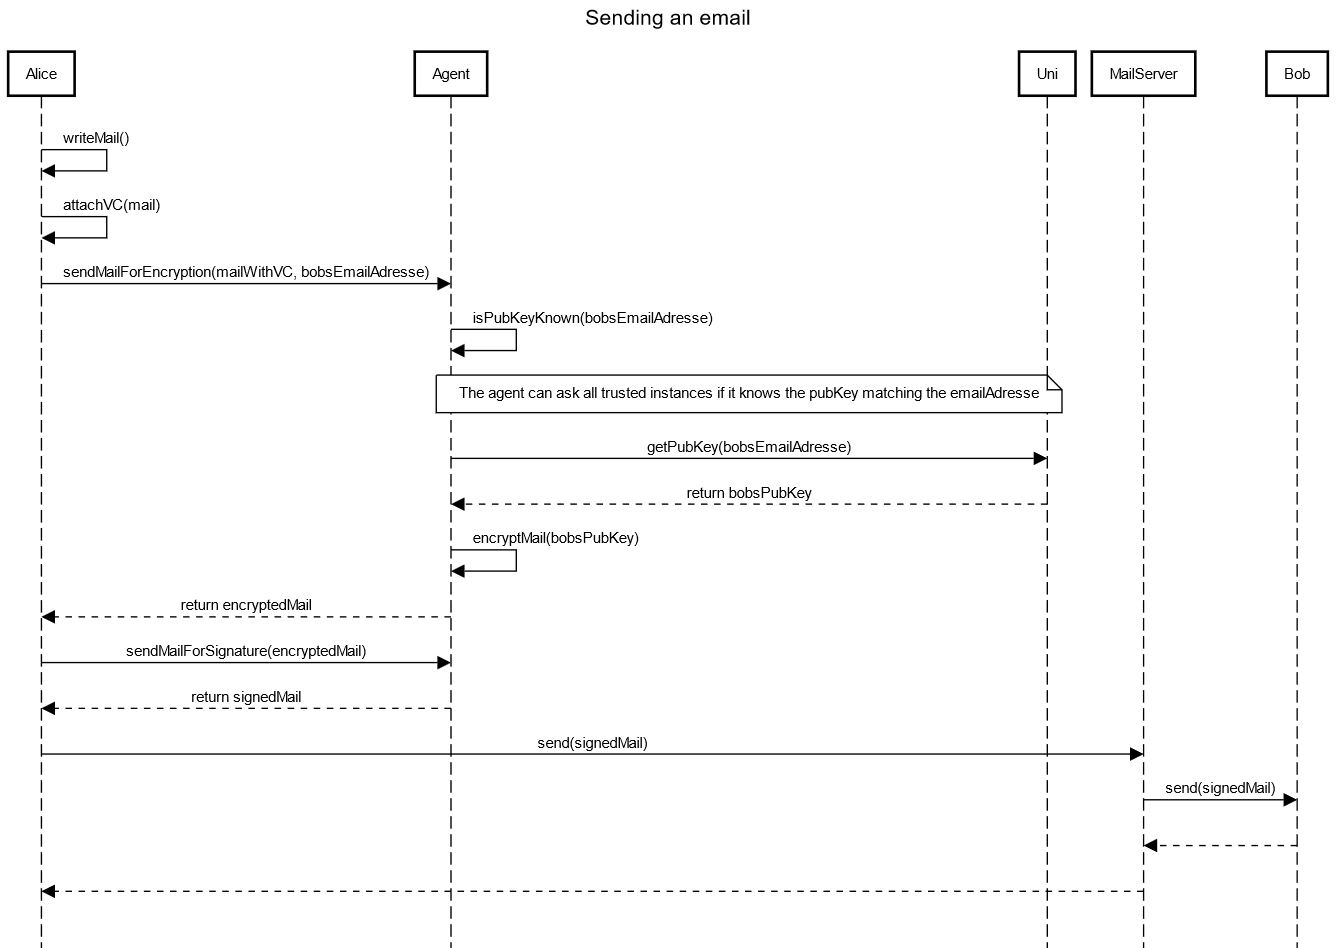 Sending an email
Alice
Agent
Uni
MailServer
Bob
writeMail()
attachVC(mail)
sendMailForEncryption(mailWithVC, bobsEmailAdresse)
isPubKeyKnown(bobsEmailAdresse)
The agent can ask all trusted instances if it knows the pubKey matching the emailAdresse
getPubKey(bobsEmailAdresse)
return bobsPubKey
encryptMail(bobsPubKey)
return encryptedMail
sendMailForSignature(encryptedMail)
return signedMail
send(signedMail)
send(signedMail)